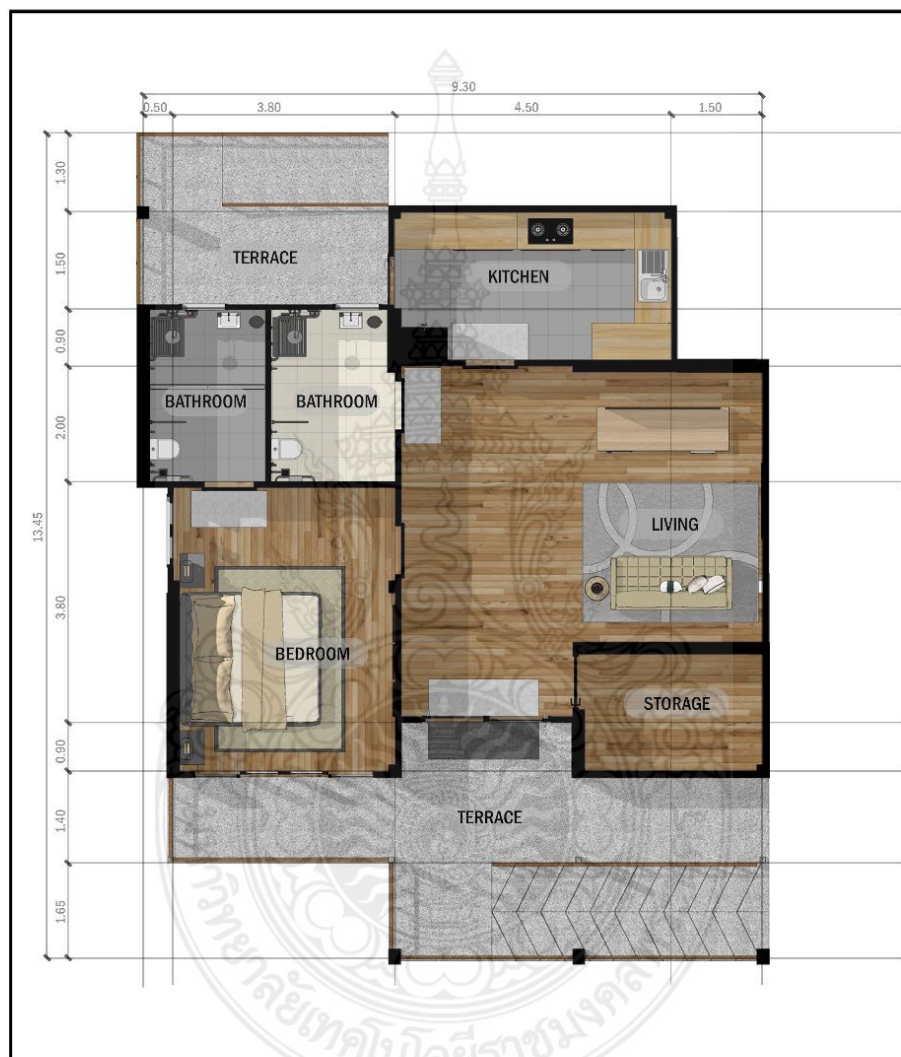 9.30
0.50 3.80 4.50 1.50
1.30
1.50
0.90
2.00
13.45
3.80
0.90
1.40
1.65
TERRACE
KITCHEN
BATHROOM BATHROOM
LIVING
BEDROOM
STORAGE
TERRACE